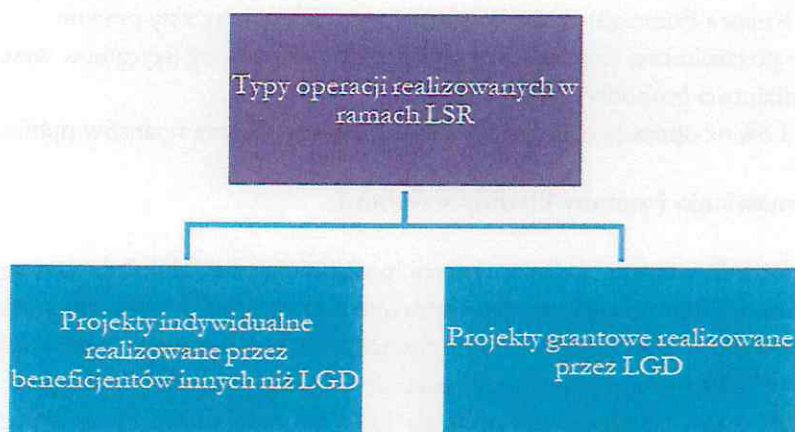 Typy operacji realizowanych w
ramach LSR
Projekty indywidualne
realizowane przez
beneficjentów innych niż LGD
Projekty grantowe realizowane
przez LGD